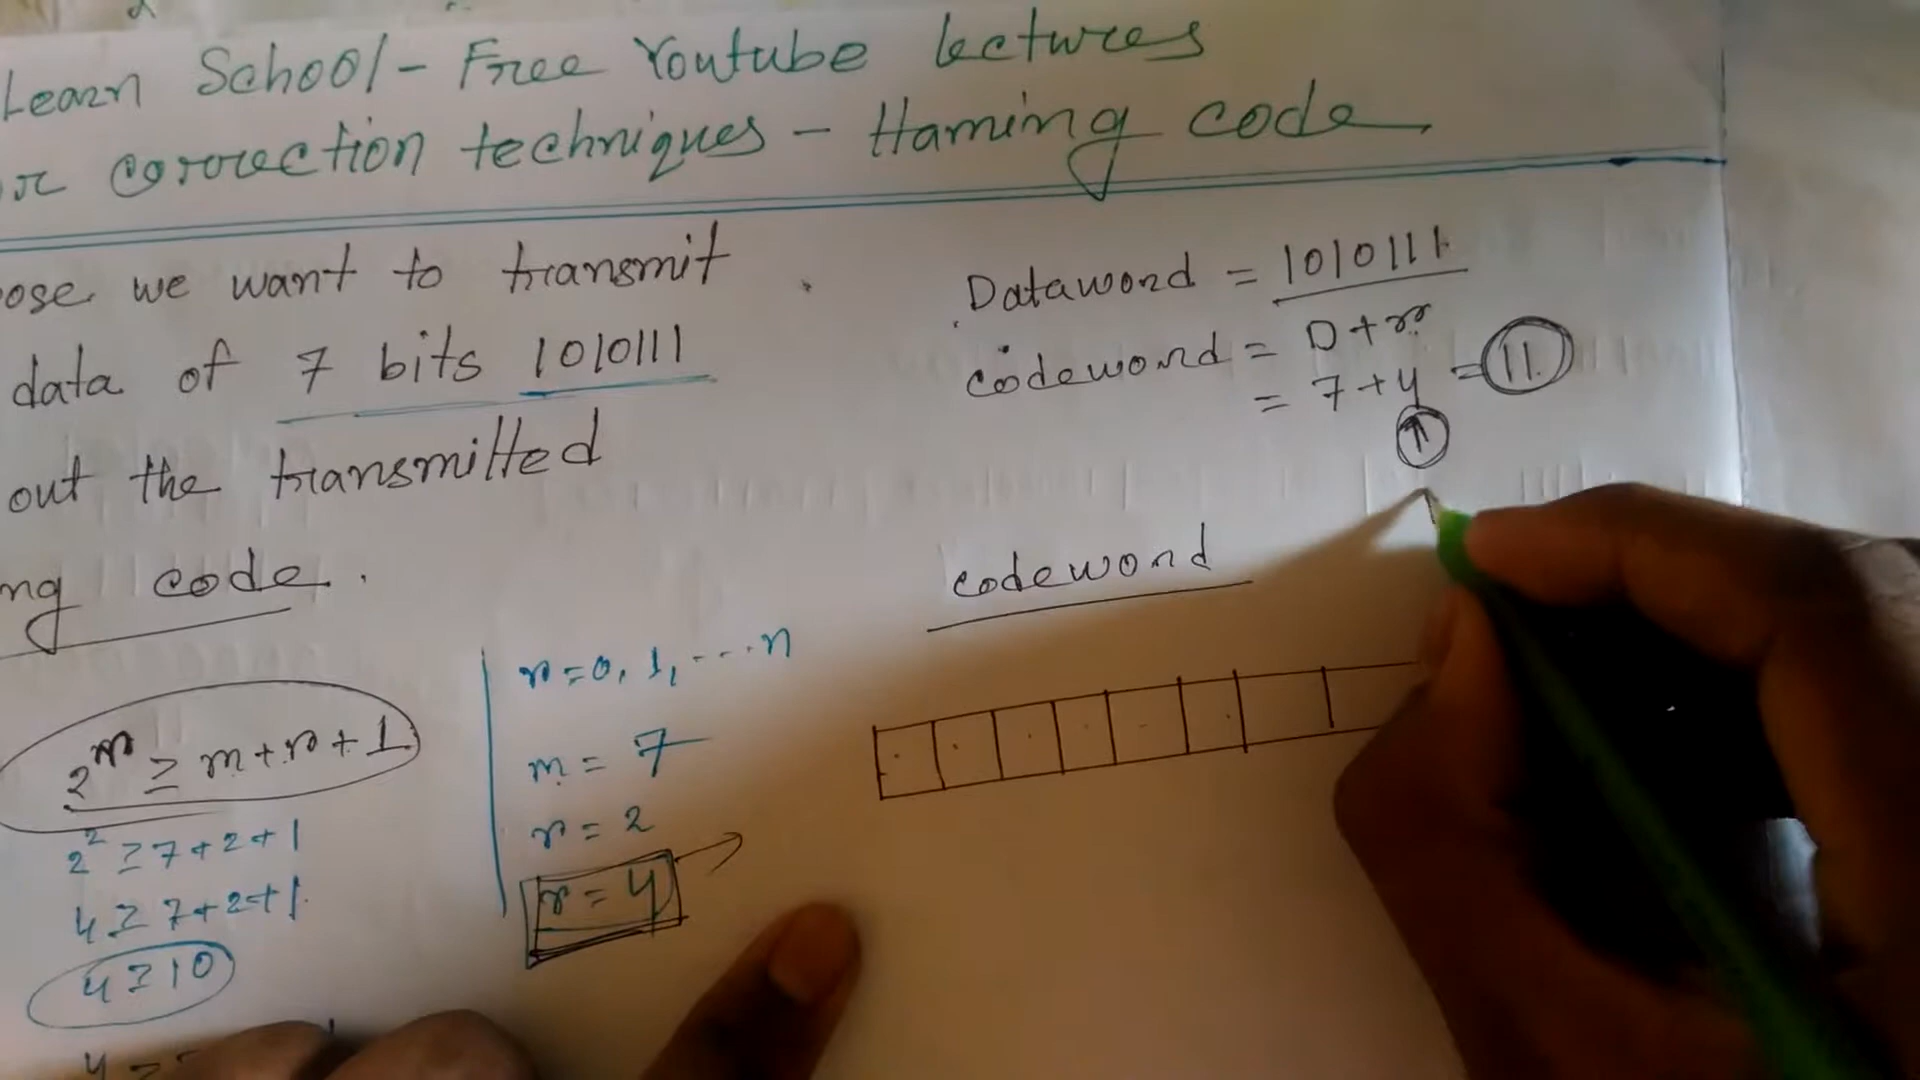 Learn School - Free Youtube lectures
correction techniques - Haming code
we want to transmit
data of 7 bits 1010111
out the transmitted
code.
Dataword = 1010111
codeword = D+r
= 7+4 = 11
codeword
2^r ≥ m+r+1
2^2 ≥ 7+2+1
4 ≥ 7+2+1
4 ≥ 10
r=0, 1, ---n
m = 7
r = 2
r = 4